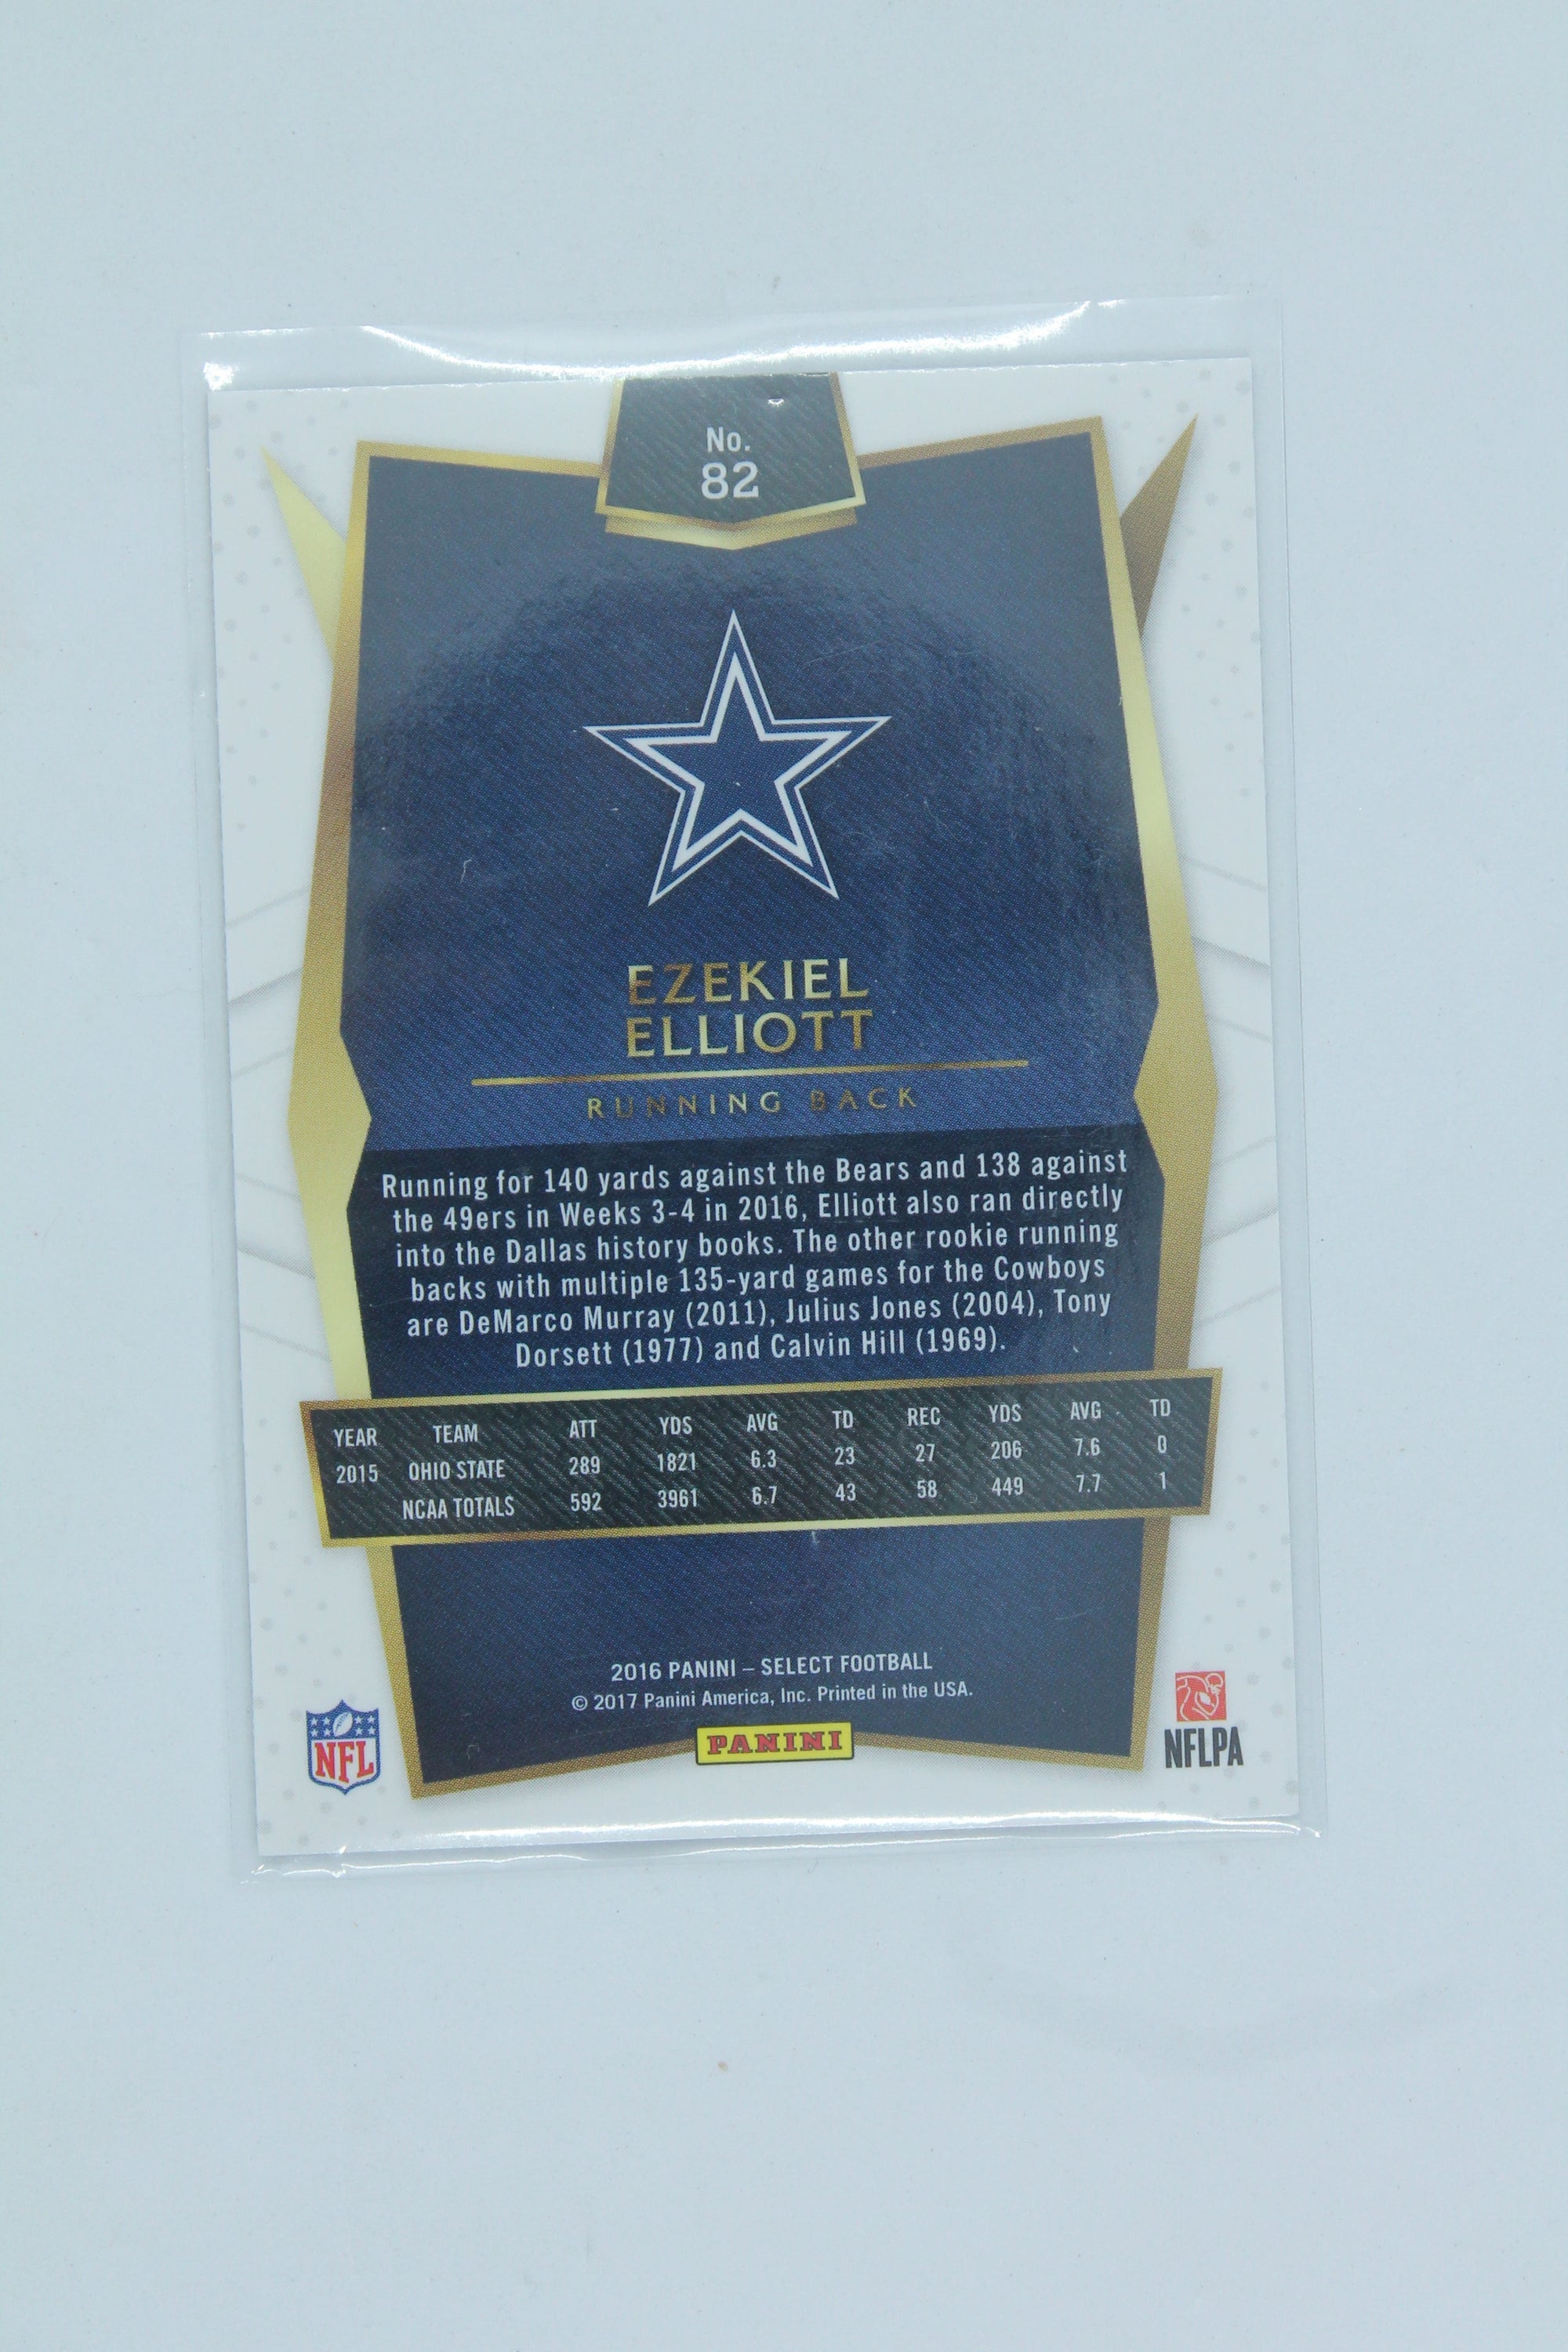 No.
82
EZEKIEL
ELLIOTT
RUNNING BACK
Running for 140 yards against the Bears and 138 against
the 49ers in Weeks 3-4 in 2016, Elliott also ran directly
into the Dallas history books. The other rookie running
backs with multiple 135-yard games for the Cowboys
are DeMarco Murray (2011), Julius Jones (2004), Tony
Dorsett (1977) and Calvin Hill (1969).
YEAR TEAM ATT YDS AVG TD REC YDS AVG TD
2015 OHIO STATE 289 1821 6.3 23 27 206 7.6 0
NCAA TOTALS 592 3961 6.7 43 58 449 7.7 1
2016 PANINI – SELECT FOOTBALL
© 2017 Panini America, Inc. Printed in the USA.
NFL PANINI NFLPA